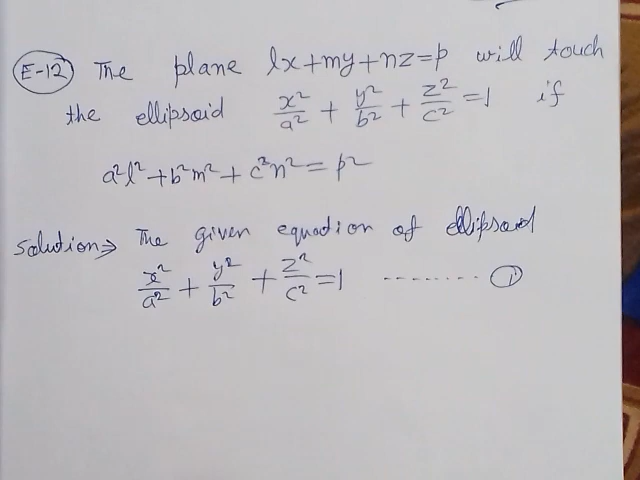 E-12 The plane lx+my+nz=p will touch
the ellipsoid x²/a² + y²/b² + z²/c² =1 if
a²l²+b²m²+c²n²=p²
Solution⇒ The given equation of ellipsoid
x²/a² + y²/b² + z²/c² =1 --------- ①